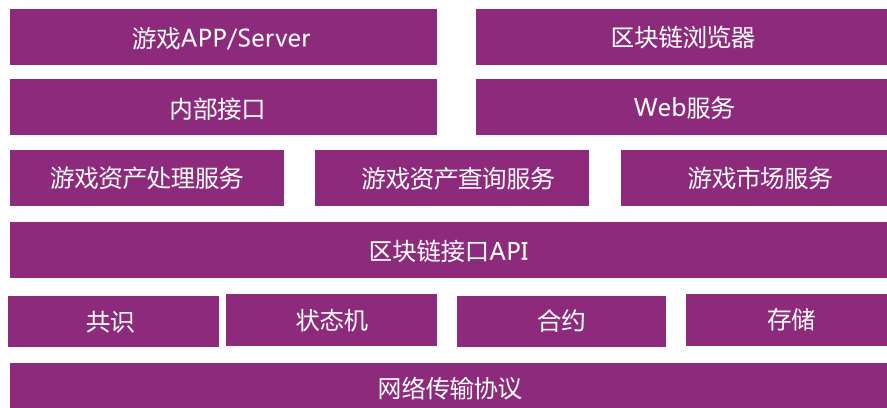 游戏APP/Server
区块链浏览器
内部接口
Web服务
游戏资产处理服务
游戏资产查询服务
游戏市场服务
区块链接口API
共识
状态机
合约
存储
网络传输协议